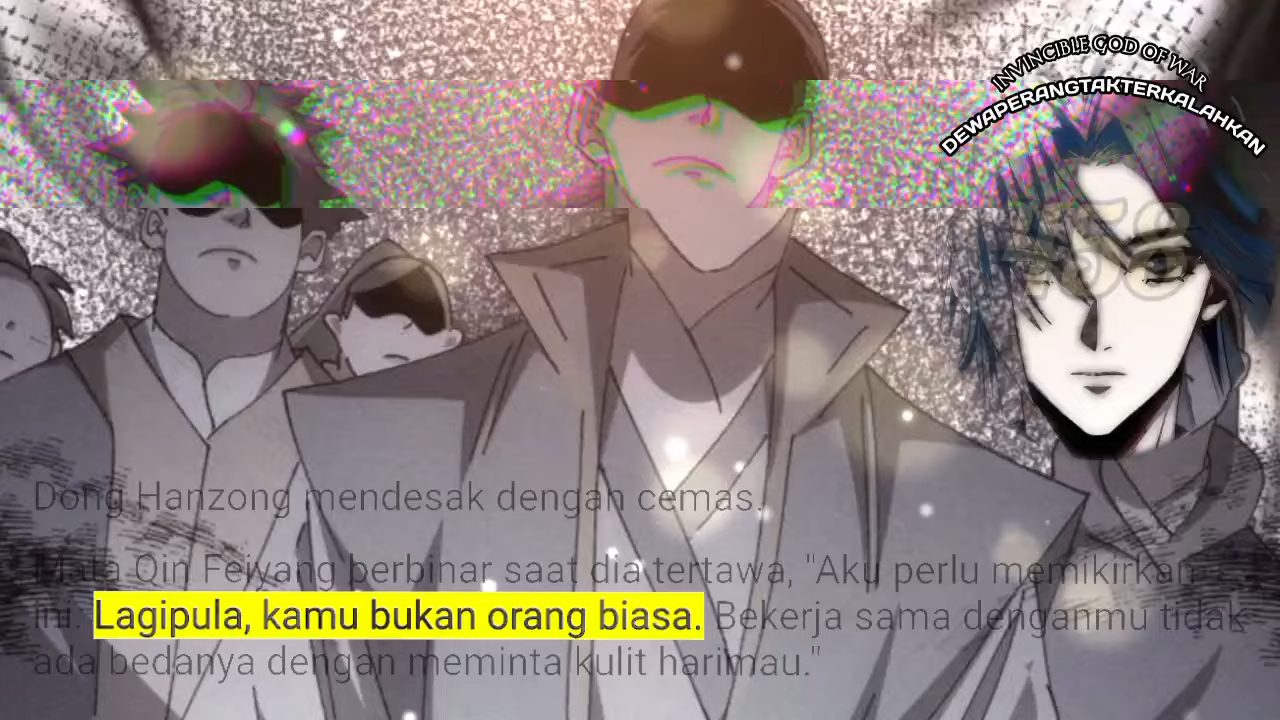 INVINCIBLE GOD OF WAR
DEWAPERANGTAKTERKALAHKAN
Dong Hanzong mendesak dengan cemas.
Mata Qin Feiyang berbinar saat dia tertawa, "Aku perlu memikirkan
ini. Lagipula, kamu bukan orang biasa. Bekerja sama denganmu tidak
ada bedanya dengan meminta kulit harimau."